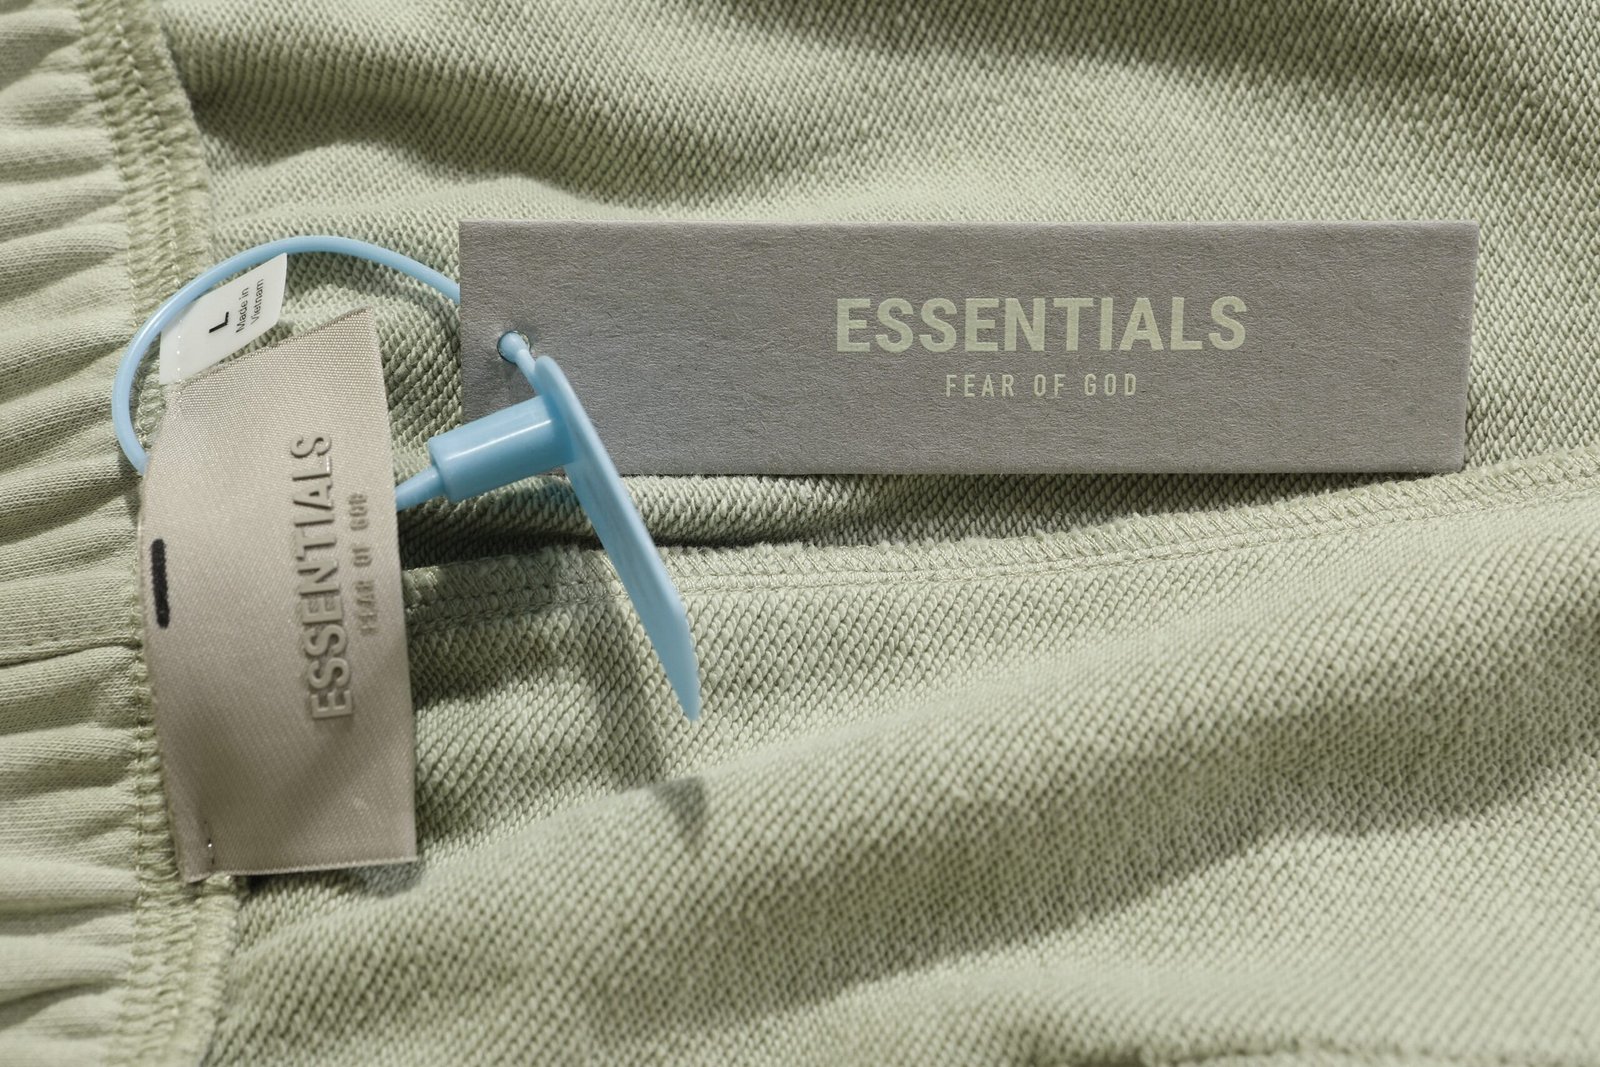 L
Made in
Vietnam
ESSENTIALS
FEAR OF GOD
ESSENTIALS
FEAR OF GOD